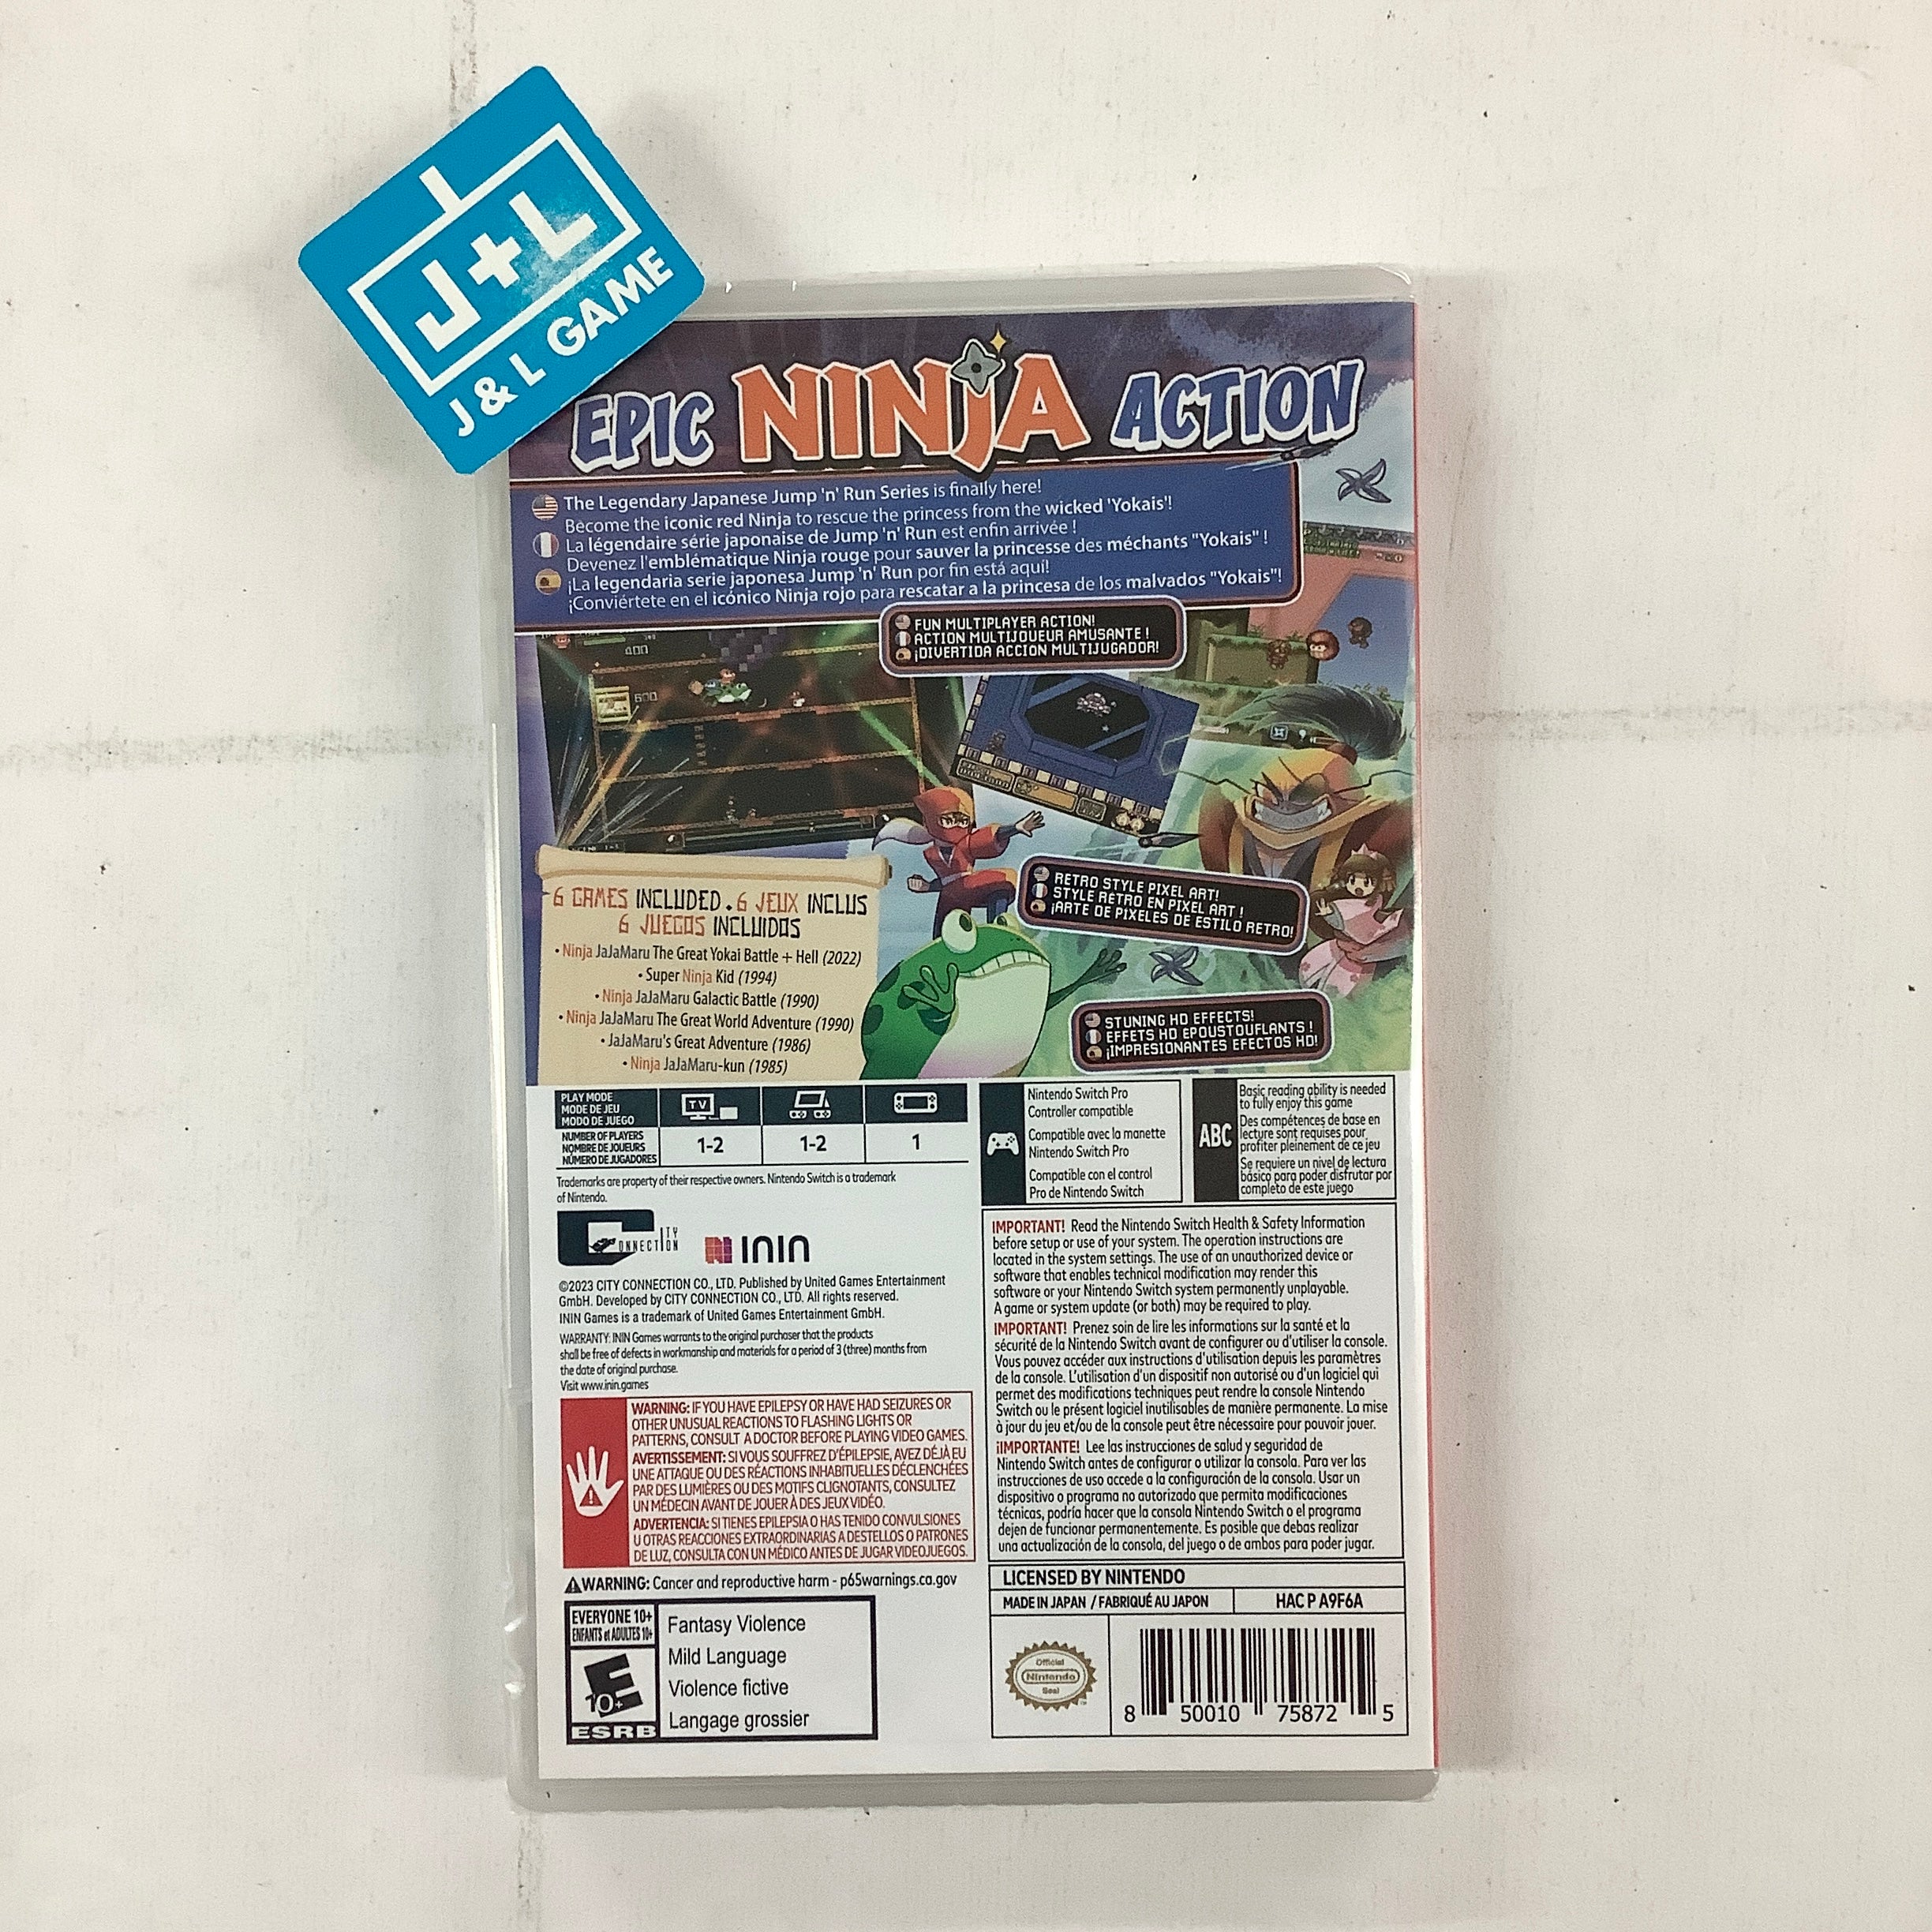 J+L
J & L GAME
EPIC NINJA ACTION
The Legendary Japanese Jump 'n' Run Series is finally here!
Become the iconic red Ninja to rescue the princess from the wicked 'Yokais'!
La légendaire série japonaise de Jump 'n' Run est enfin arrivée !
Devenez l'emblématique Ninja rouge pour sauver la princesse des méchants "Yokais" !
¡La legendaria serie japonesa Jump 'n' Run por fin está aquí!
¡Conviértete en el icónico Ninja rojo para rescatar a la princesa de los malvados "Yokais"!
FUN MULTIPLAYER ACTION!
ACTION MULTIJOUEUR AMUSANTE !
¡DIVERTIDA ACCION MULTIJUGADOR!
400
600
RETRO STYLE PIXEL ART!
STYLE RÉTRO EN PIXEL ART !
¡ARTE DE PIXELES DE ESTILO RETRO!
6 GAMES INCLUDED . 6 JEUX INCLUS
6 JUEGOS INCLUIDOS
• Ninja JaJaMaru The Great Yokai Battle + Hell (2022)
• Super Ninja Kid (1994)
• Ninja JaJaMaru Galactic Battle (1990)
• Ninja JaJaMaru The Great World Adventure (1990)
• JaJaMaru's Great Adventure (1986)
• Ninja JaJaMaru-kun (1985)
STUNING HD EFFECTS!
EFFETS HD EPOUSTOUFLANTS !
¡IMPRESIONANTES EFECTOS HD!
PLAY MODE
MODE DE JEU
MODO DE JUEGO
TV
NUMBER OF PLAYERS
NOMBRE DE JOUEURS
NÚMERO DE JUGADORES
1-2 1-2 1
Nintendo Switch Pro
Controller compatible
Compatible avec la manette
Nintendo Switch Pro
Compatible con el control
Pro de Nintendo Switch
ABC
Basic reading ability is needed
to fully enjoy this game
Des compétences de base en
lecture sont requises pour
profiter pleinement de ce jeu
Se requiere un nivel de lectura
básico para poder disfrutar por
completo de este juego
Trademarks are property of their respective owners. Nintendo Switch is a trademark
of Nintendo.
CITY CONNECTION
ININ
©2023 CITY CONNECTION CO., LTD. Published by United Games Entertainment
GmbH. Developed by CITY CONNECTION CO., LTD. All rights reserved.
ININ Games is a trademark of United Games Entertainment GmbH.
WARRANTY: ININ Games warrants to the original purchaser that the products
shall be free of defects in workmanship and materials for a period of 3 (three) months from
the date of original purchase.
Visit www.inin.games
WARNING: IF YOU HAVE EPILEPSY OR HAVE HAD SEIZURES OR
OTHER UNUSUAL REACTIONS TO FLASHING LIGHTS OR
PATTERNS, CONSULT A DOCTOR BEFORE PLAYING VIDEO GAMES.
AVERTISSEMENT: SI VOUS SOUFFREZ D'ÉPILEPSIE, AVEZ DÉJÀ EU
UNE ATTAQUE OU DES RÉACTIONS INHABITUELLES DÉCLENCHÉES
PAR DES LUMIÈRES OU DES MOTIFS CLIGNOTANTS, CONSULTEZ
UN MÉDECIN AVANT DE JOUER À DES JEUX VIDÉO.
ADVERTENCIA: SI TIENES EPILEPSIA O HAS TENIDO CONVULSIONES
U OTRAS REACCIONES EXTRAORDINARIAS A DESTELLOS O PATRONES
DE LUZ, CONSULTA CON UN MÉDICO ANTES DE JUGAR VIDEOJUEGOS.
WARNING: Cancer and reproductive harm - p65warnings.ca.gov
EVERYONE 10+
ENFANTS et ADULTES 10+
E
10+
ESRB
Fantasy Violence
Mild Language
Violence fictive
Langage grossier
IMPORTANT! Read the Nintendo Switch Health & Safety Information
before setup or use of your system. The operation instructions are
located in the system settings. The use of an unauthorized device or
software that enables technical modification may render this
software or your Nintendo Switch system permanently unplayable.
A game or system update (or both) may be required to play.
IMPORTANT! Prenez soin de lire les informations sur la santé et la
sécurité de la Nintendo Switch avant de configurer ou d'utiliser la console.
Vous pouvez accéder aux instructions d'utilisation depuis les paramètres
de la console. L'utilisation d'un dispositif non autorisé ou d'un logiciel qui
permet des modifications techniques peut rendre la console Nintendo
Switch ou le présent logiciel inutilisables de manière permanente. La mise
à jour du jeu et/ou de la console peut être nécessaire pour pouvoir jouer.
¡IMPORTANTE! Lee las instrucciones de salud y seguridad de
Nintendo Switch antes de configurar o utilizar la consola. Para ver las
instrucciones de uso accede a la configuración de la consola. Usar un
dispositivo o programa no autorizado que permita modificaciones
técnicas, podría hacer que la consola Nintendo Switch o el programa
dejen de funcionar permanentemente. Es posible que debas realizar
una actualización de la consola, del juego o de ambos para poder jugar.
LICENSED BY NINTENDO
MADE IN JAPAN / FABRIQUÉ AU JAPON HAC P A9F6A
Official
Nintendo
Seal
8 50010 75872 5